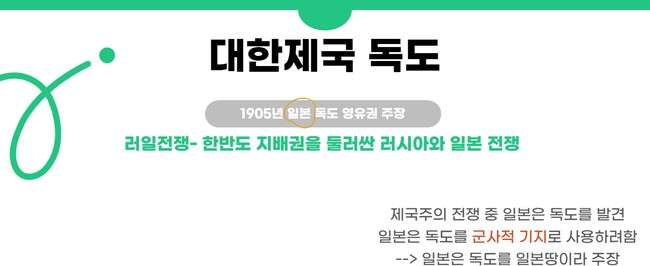 대한제국 독도
1905년 일본 독도 영유권 주장
러일전쟁- 한반도 지배권을 둘러싼 러시아와 일본 전쟁
제국주의 전쟁 중 일본은 독도를 발견
일본은 독도를 군사적 기지로 사용하려함
--> 일본은 독도를 일본땅이라 주장